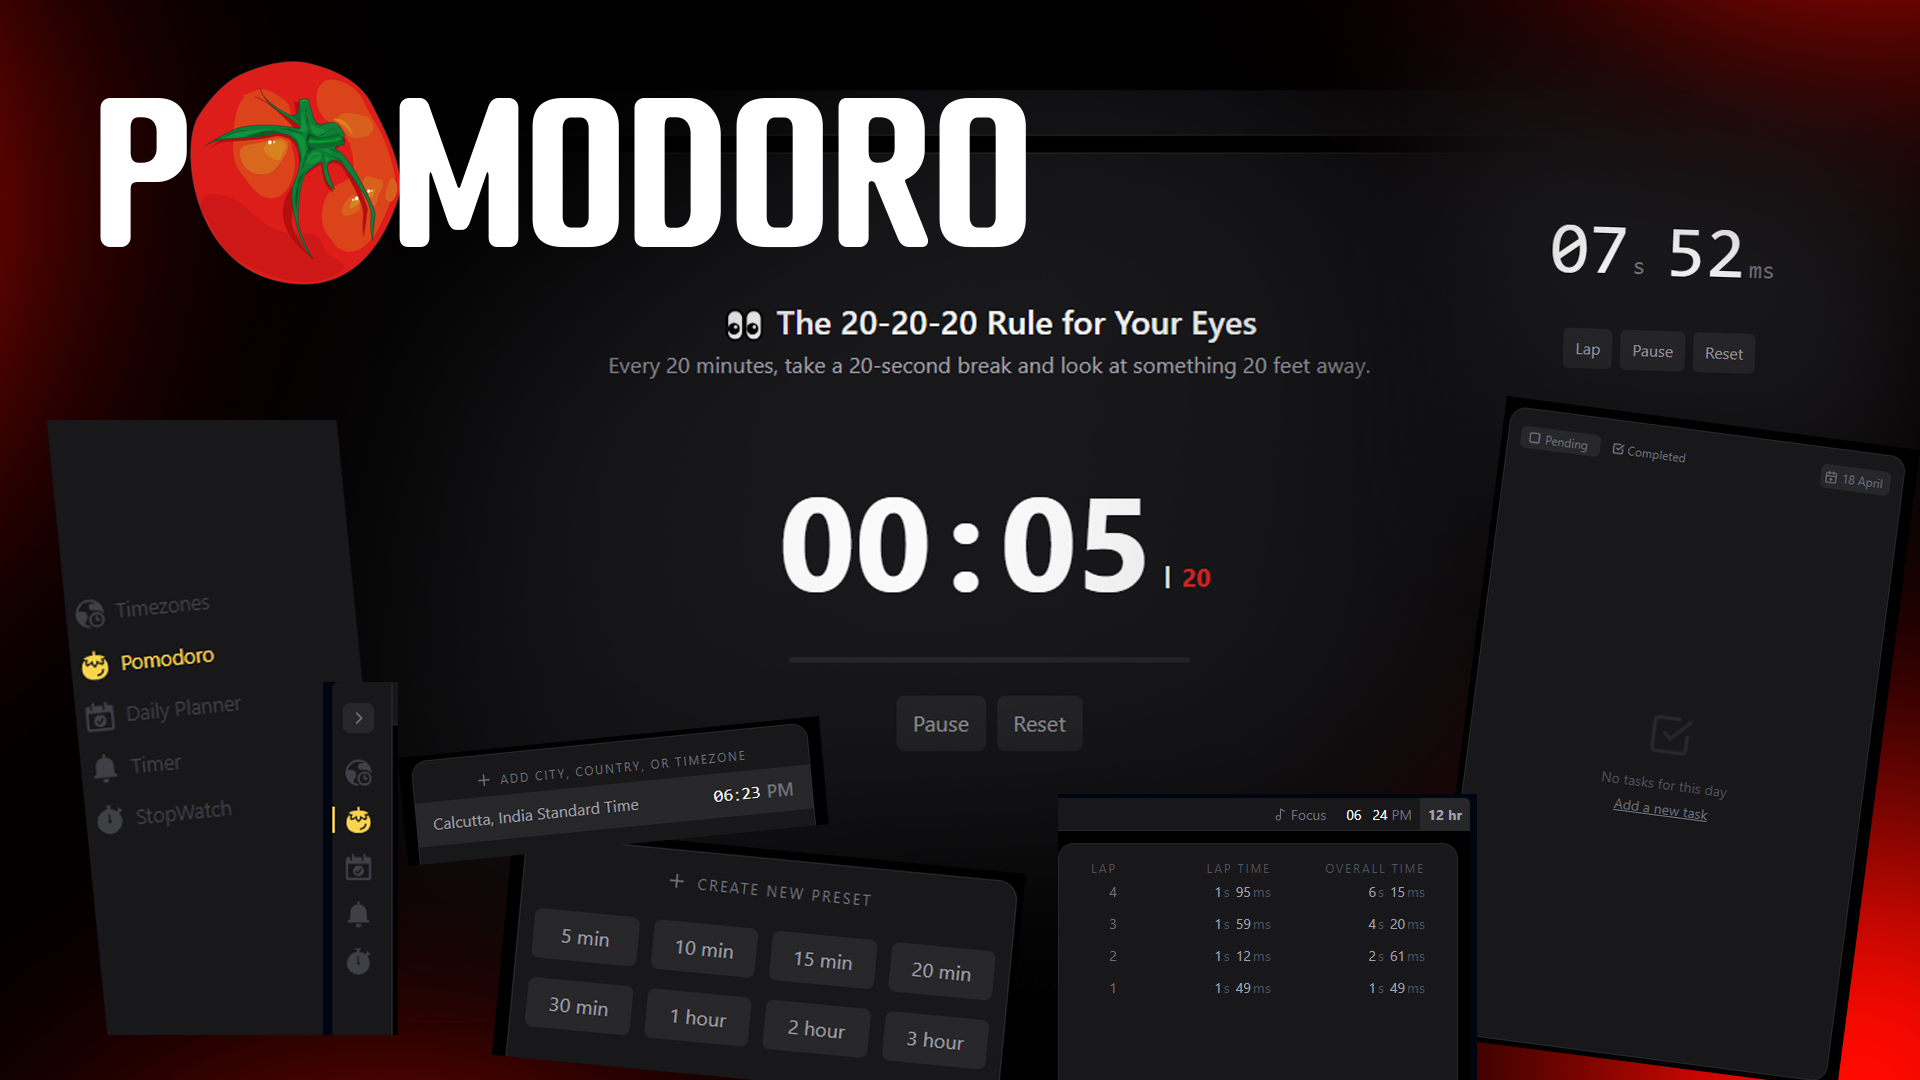 POMODORO
👀 The 20-20-20 Rule for Your Eyes
Every 20 minutes, take a 20-second break and look at something 20 feet away.
00:05 | 20
Pause Reset
07 s 52 ms
Lap Pause Reset
Pending Completed
18 April
No tasks for this day
Add a new task
Timezones
Pomodoro
Daily Planner
Timer
StopWatch
+ ADD CITY, COUNTRY, OR TIMEZONE
Calcutta, India Standard Time 06:23 PM
+ CREATE NEW PRESET
5 min 10 min 15 min 20 min
30 min 1 hour 2 hour 3 hour
Focus 06 24 PM 12 hr
LAP LAP TIME OVERALL TIME
4 1 s 95 ms 6 s 15 ms
3 1 s 59 ms 4 s 20 ms
2 1 s 12 ms 2 s 61 ms
1 1 s 49 ms 1 s 49 ms